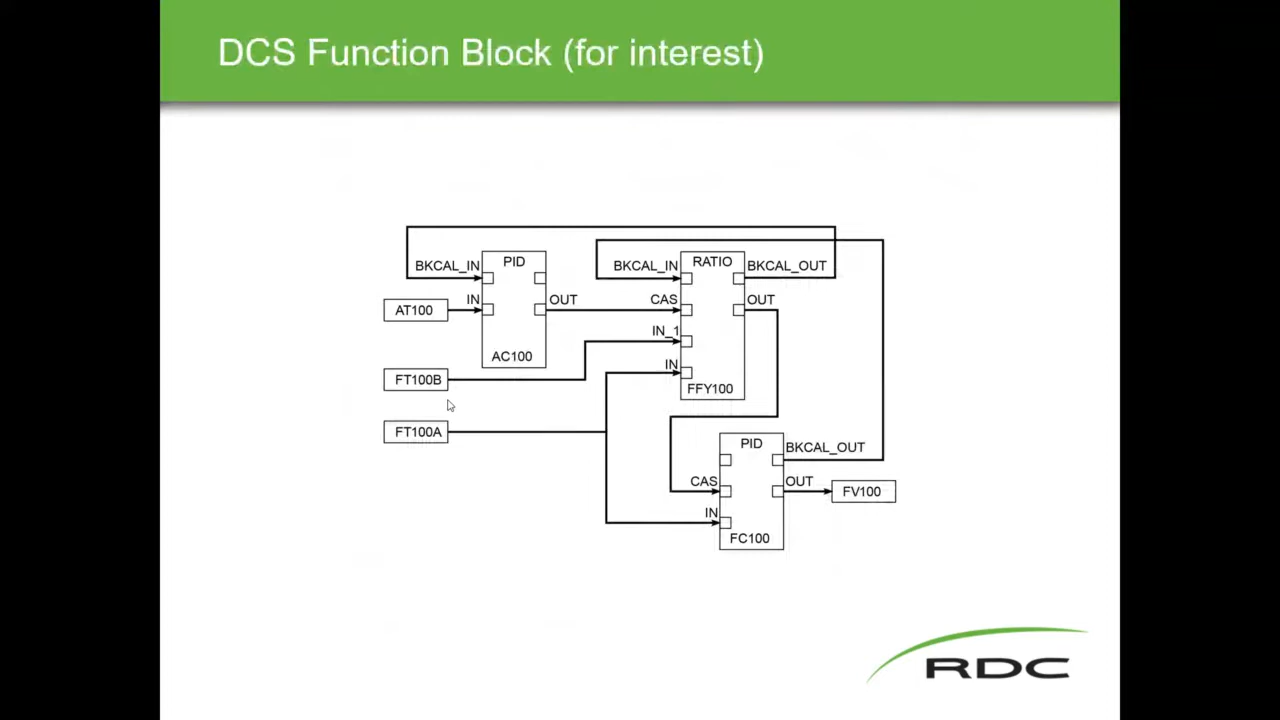 DCS Function Block (for interest)
BKCAL_IN
PID
BKCAL_IN
RATIO
BKCAL_OUT
AT100
IN
OUT
CAS
OUT
IN_1
AC100
FT100B
IN
FFY100
FT100A
PID
BKCAL_OUT
CAS
OUT
FV100
IN
FC100
RDC